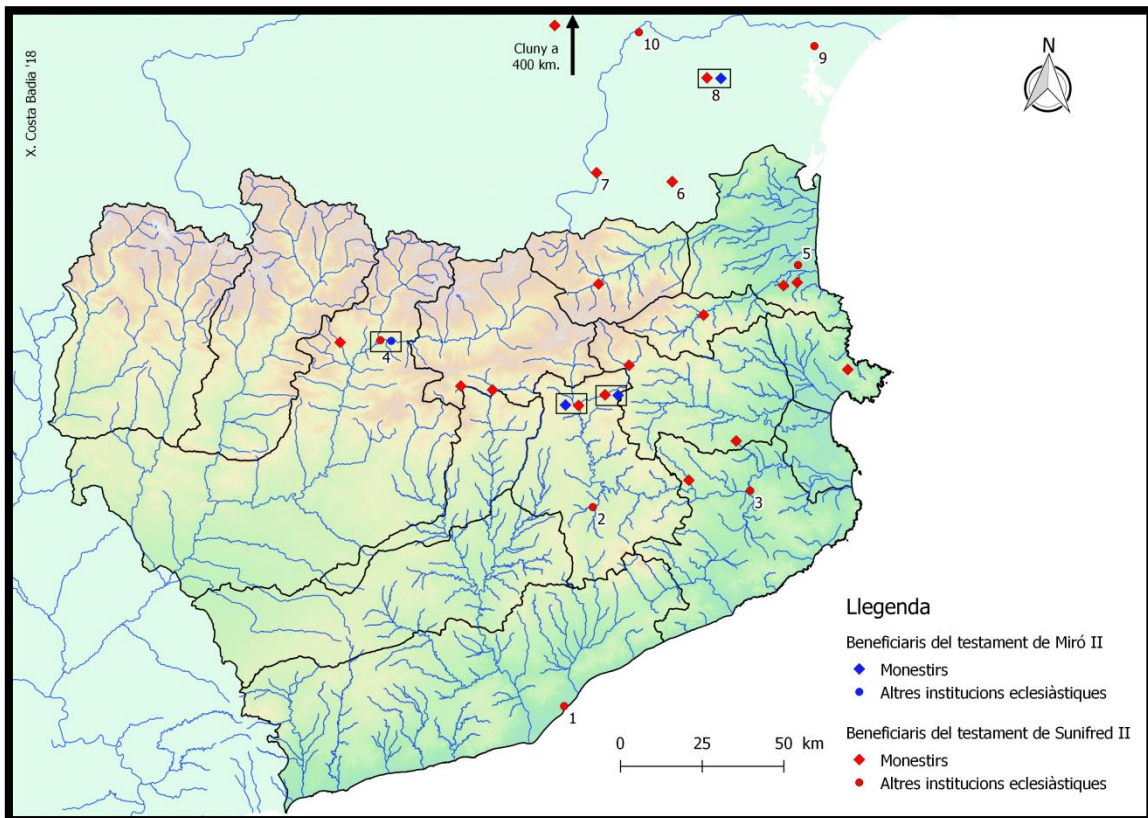 X. Costa Badia '18
Cluny a
400 km.
10
9
8
N
7
6
5
4
2
3
1
0 25 50 km
Llegenda
Beneficiaris del testament de Miró II
Monestirs
Altres institucions eclesiàstiques
Beneficiaris del testament de Sunifred II
Monestirs
Altres institucions eclesiàstiques